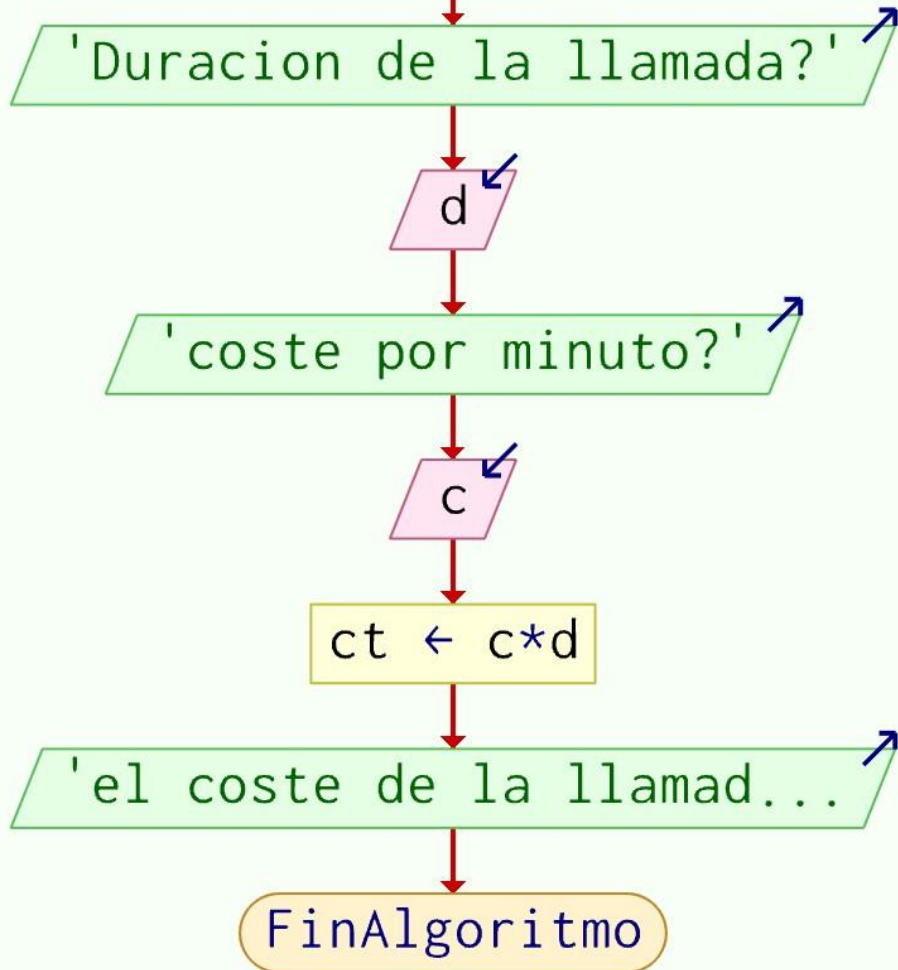 'Duracion de la llamada?'
d
'coste por minuto?'
c
ct ← c*d
'el coste de la llamad...
FinAlgoritmo